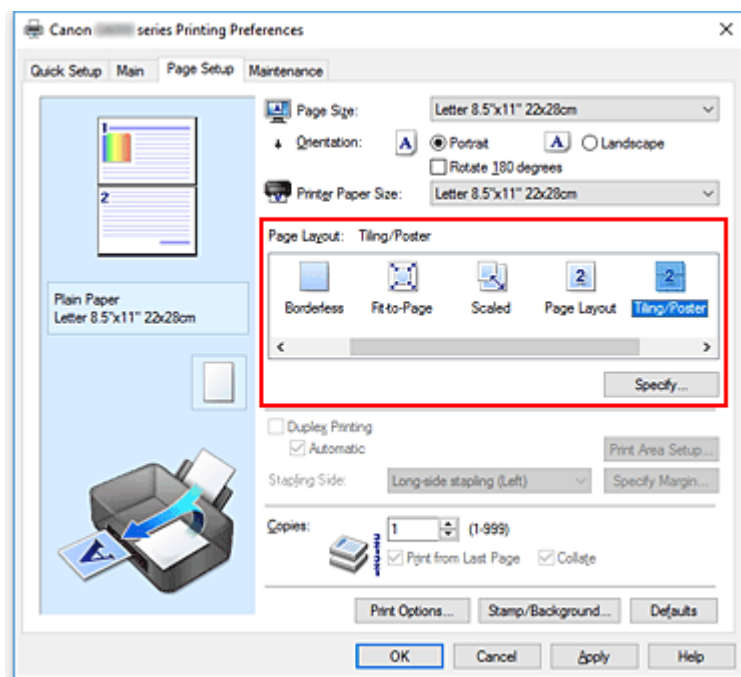 Canon series Printing Preferences
Quick Setup Main Page Setup Maintenance
Page Size: Letter 8.5"x11" 22x28cm
Orientation: A Portrait A Landscape
Rotate 180 degrees
Printer Paper Size: Letter 8.5"x11" 22x28cm
1
2
Page Layout: Tiling/Poster
2 2
Borderless Fit-to-Page Scaled Page Layout Tiling/Poster
Specify...
Plain Paper
Letter 8.5"x11" 22x28cm
Duplex Printing
Automatic
Print Area Setup...
Stapling Side: Long-side stapling (Left) Specify Margin...
Copies: 1 (1-999)
Print from Last Page Collate
A
Print Options... Stamp/Background... Defaults
OK Cancel Apply Help